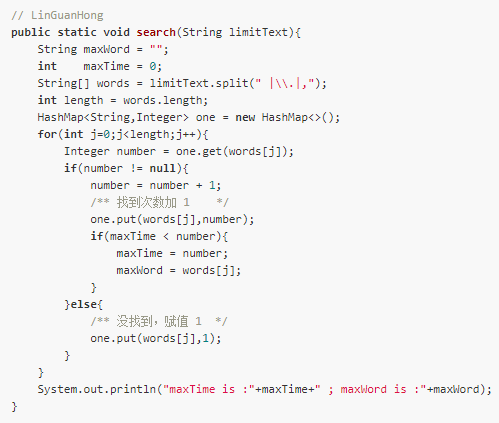 // LinGuanHong
public static void search(String limitText){
    String maxWord = "";
    int    maxTime = 0;
    String[] words = limitText.split(" |\\.|,");
    int length = words.length;
    HashMap<String,Integer> one = new HashMap<>();
    for(int j=0;j<length;j++){
        Integer number = one.get(words[j]);
        if(number != null){
            number = number + 1;
            /** 找到次数加 1    */
            one.put(words[j],number);
            if(maxTime < number){
                maxTime = number;
                maxWord = words[j];
            }
        }else{
            /** 没找到，赋值 1  */
            one.put(words[j],1);
        }
    }
    System.out.println("maxTime is :"+maxTime+" ; maxWord is :"+maxWord);
}